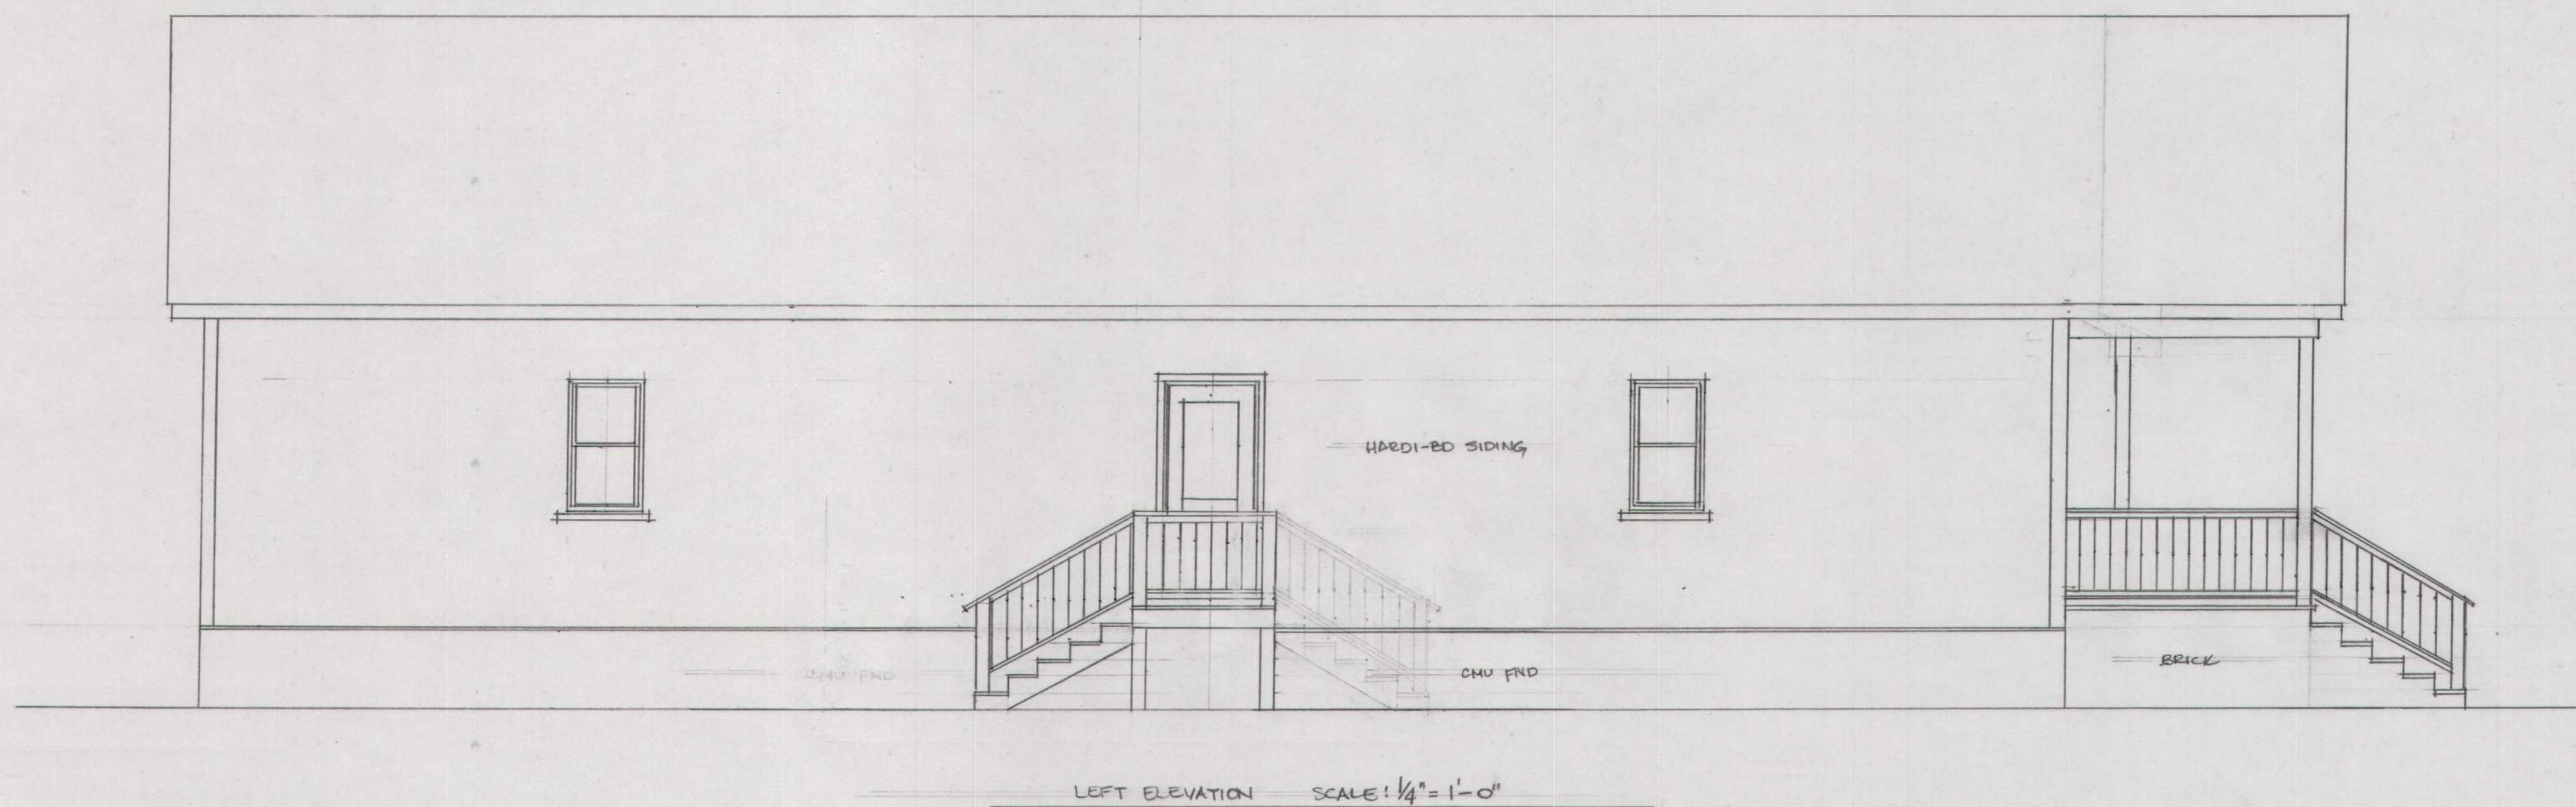 HARDI-BD SIDING
CMU FND
CMU FND
BRICK
LEFT ELEVATION SCALE: 1/4" = 1'-0"